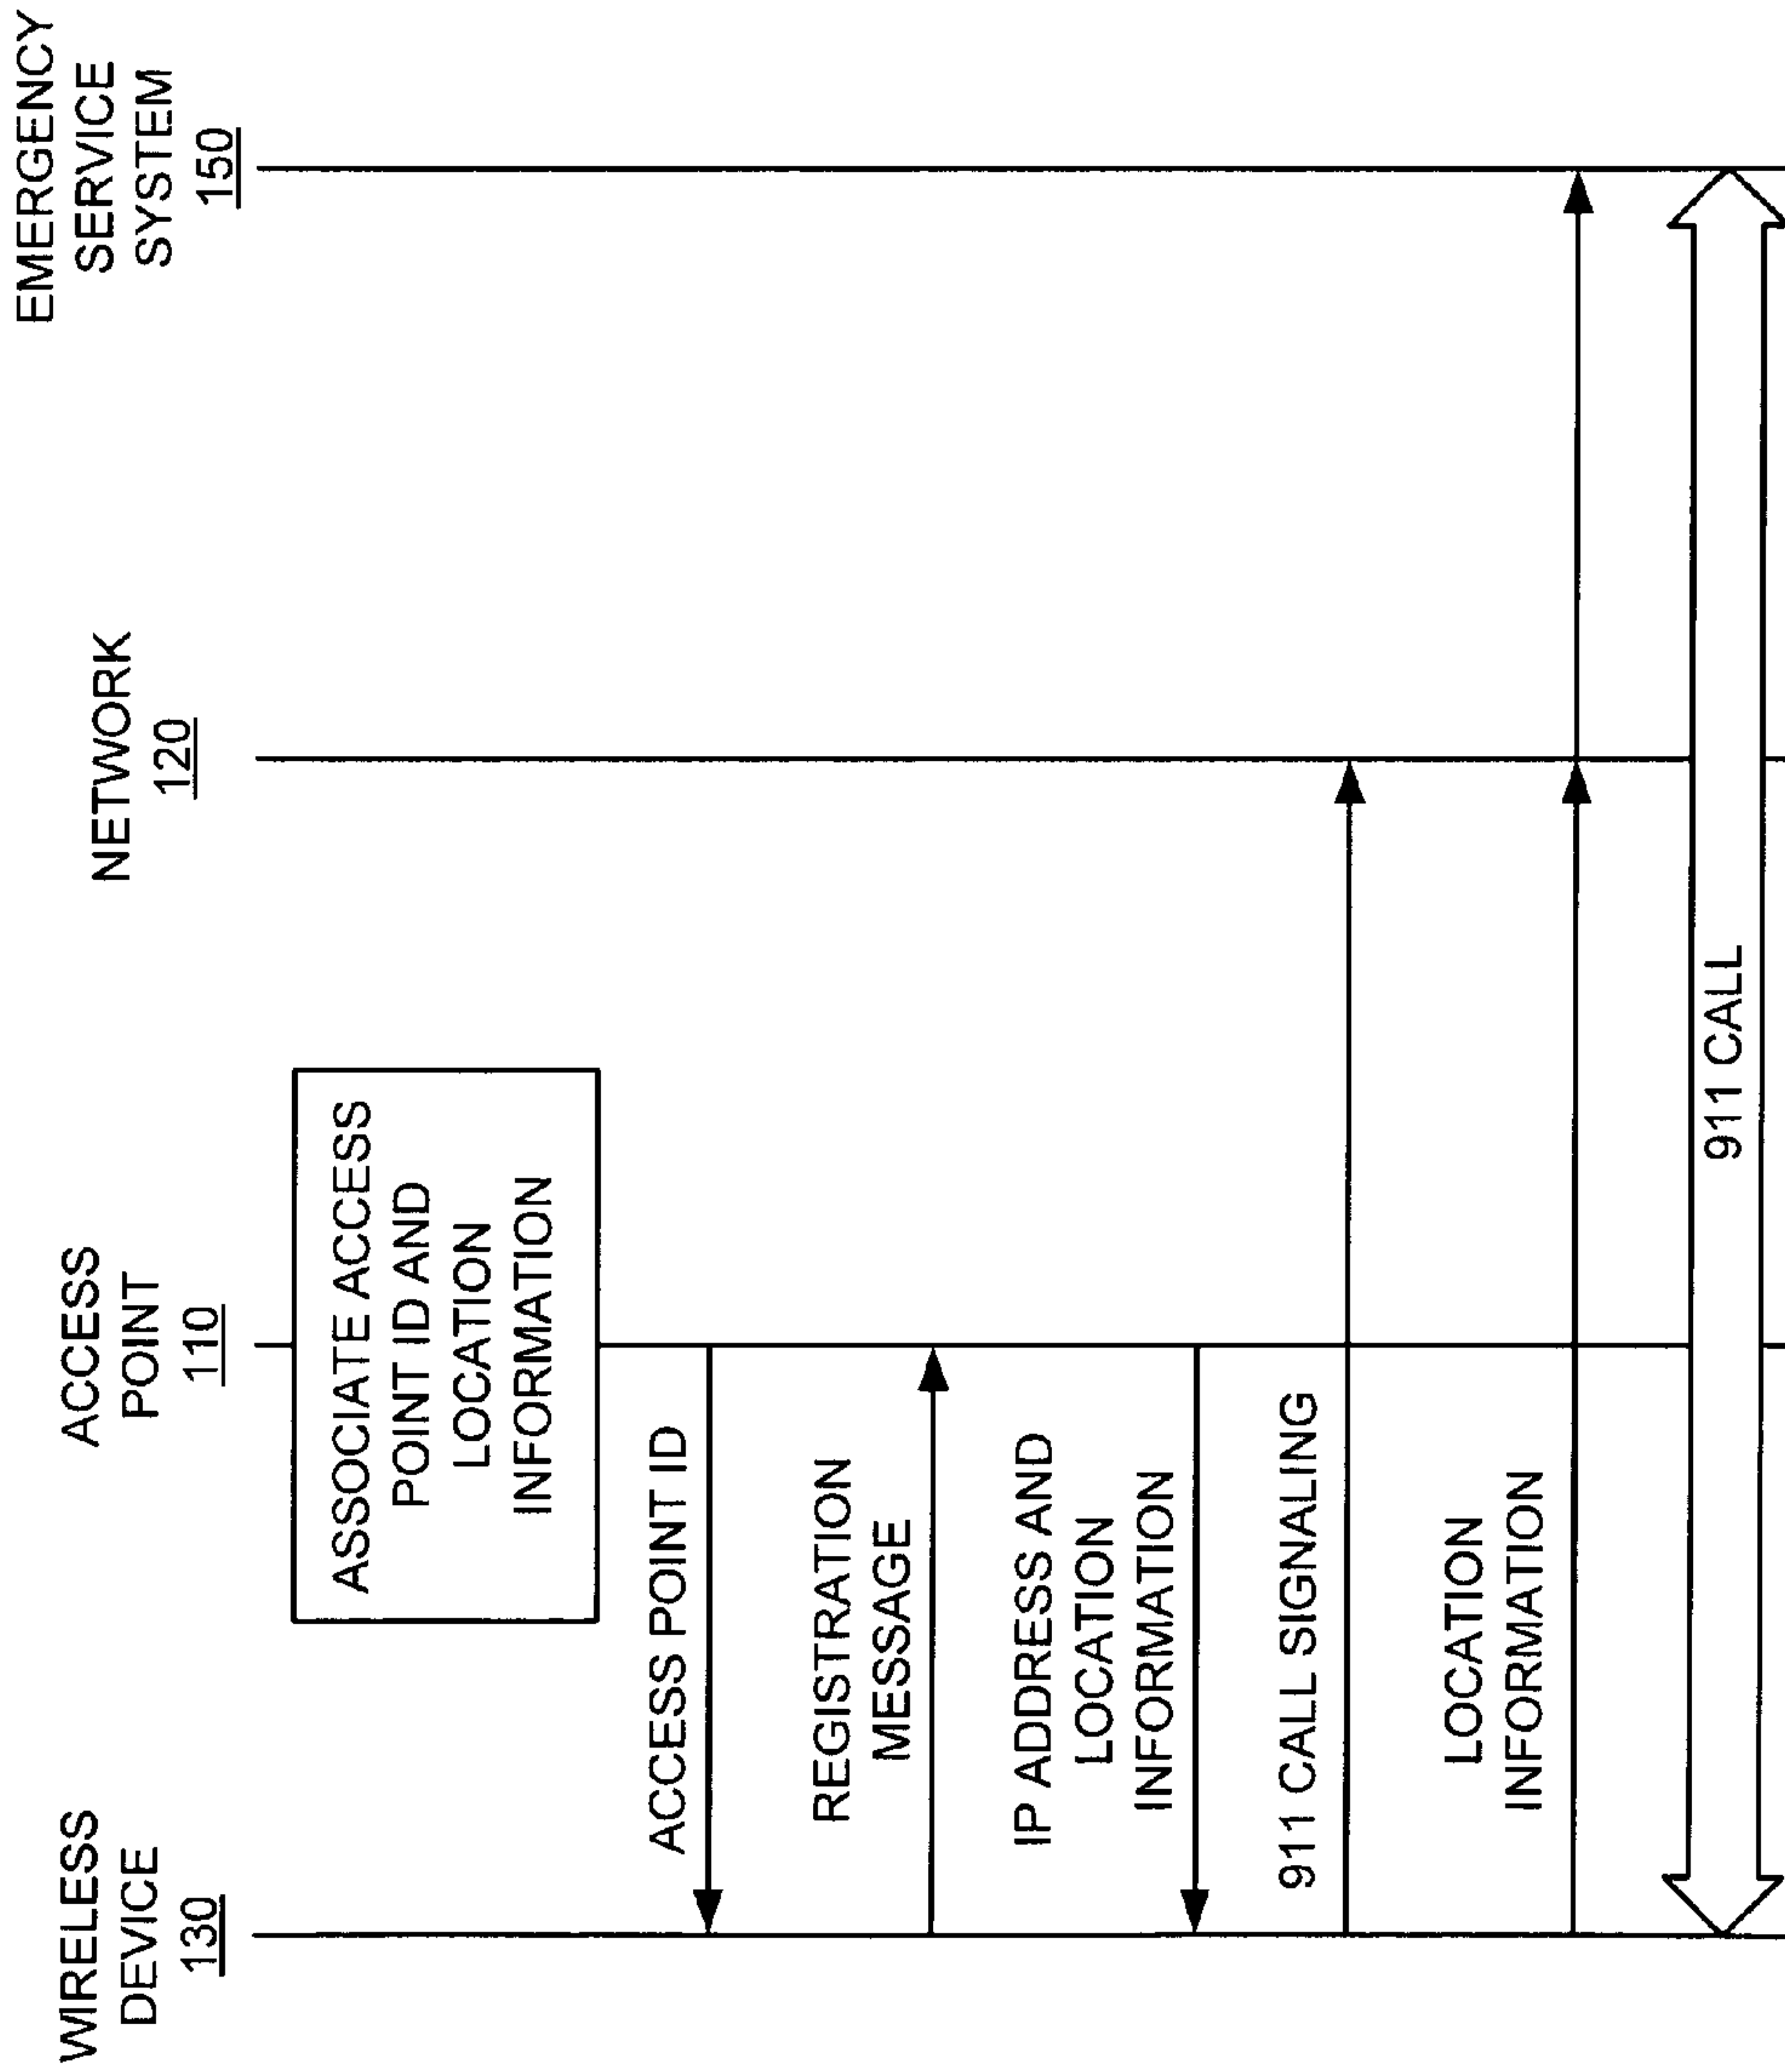 WIRELESS
DEVICE
130
ACCESS
POINT
110
NETWORK
120
EMERGENCY
SERVICE
SYSTEM
150
ASSOCIATE ACCESS
POINT ID AND
LOCATION
INFORMATION
ACCESS POINT ID
REGISTRATION
MESSAGE
IP ADDRESS AND
LOCATION
INFORMATION
911 CALL SIGNALING
LOCATION
INFORMATION
911 CALL